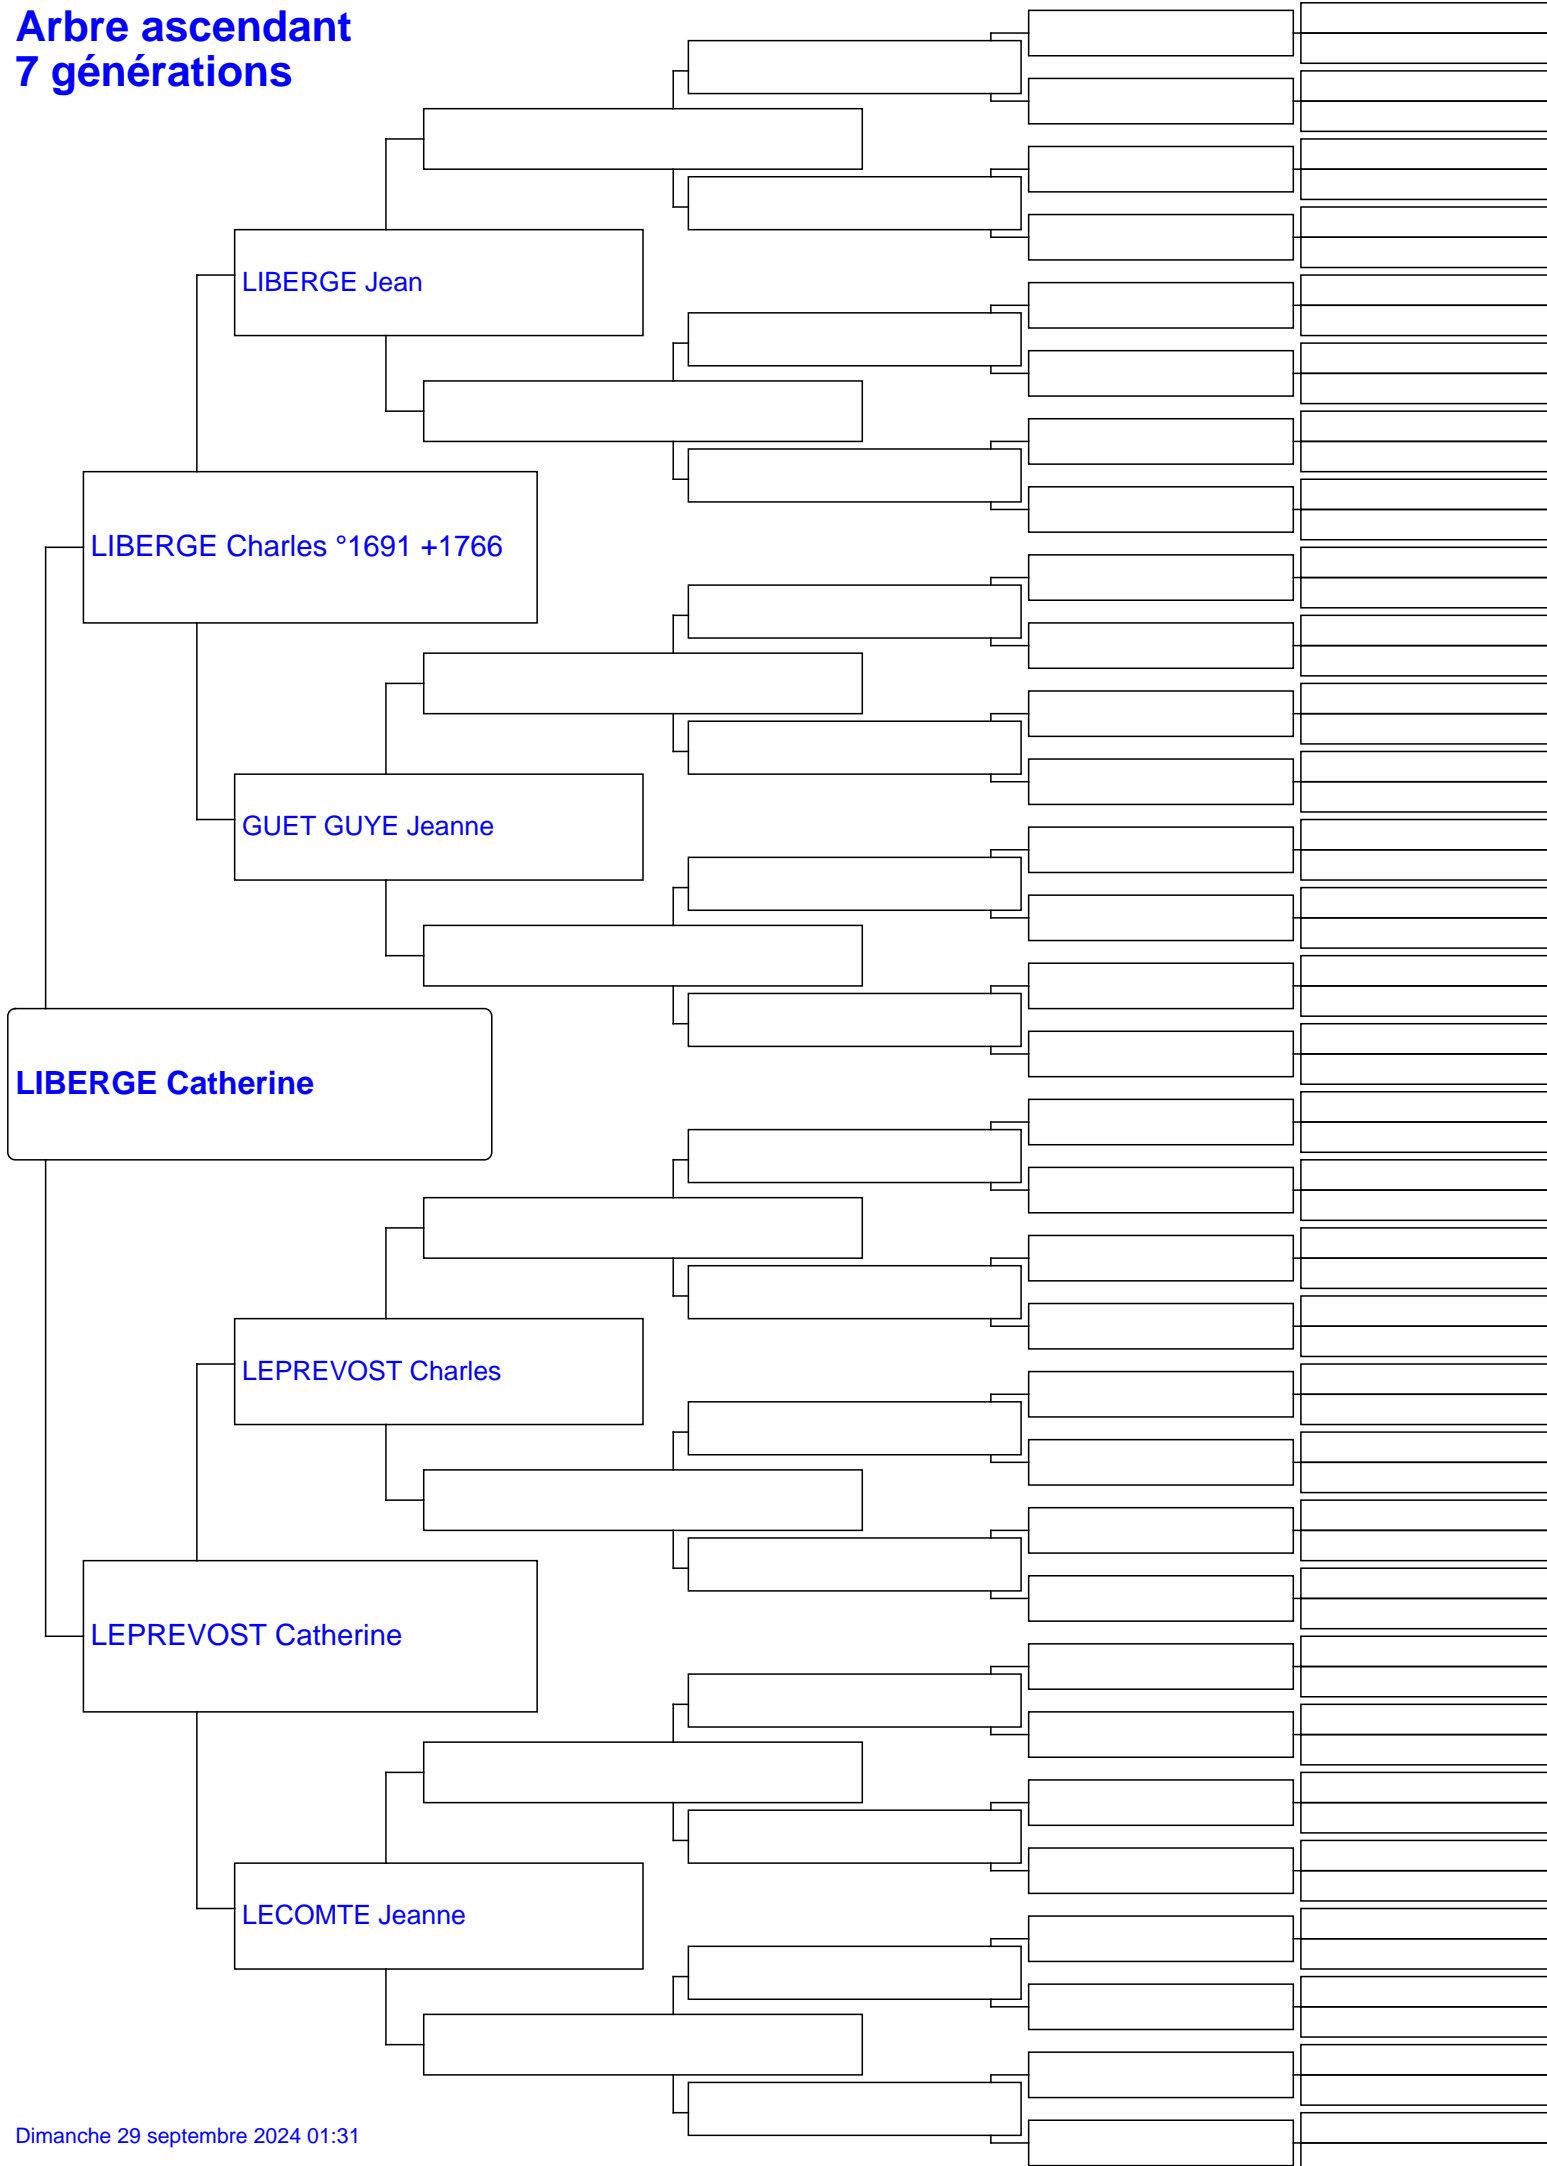 Arbre ascendant
7 générations
LIBERGE Jean
LIBERGE Charles °1691 +1766
GUET GUYE Jeanne
LIBERGE Catherine
LEPREVOST Charles
LEPREVOST Catherine
LECOMTE Jeanne
Dimanche 29 septembre 2024 01:31